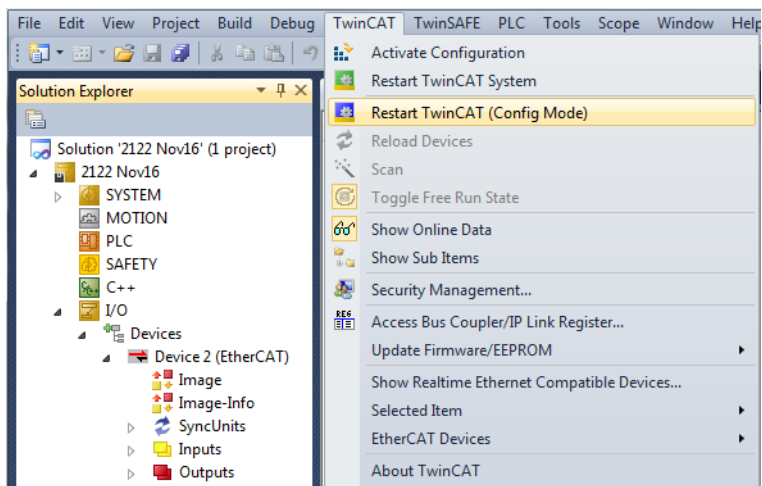 File Edit View Project Build Debug TwinCAT TwinSAFE PLC Tools Scope Window Help
Solution Explorer
Solution '2122 Nov16' (1 project)
2122 Nov16
SYSTEM
MOTION
PLC
SAFETY
C++
I/O
Devices
Device 2 (EtherCAT)
Image
Image-Info
SyncUnits
Inputs
Outputs
Activate Configuration
Restart TwinCAT System
Restart TwinCAT (Config Mode)
Reload Devices
Scan
Toggle Free Run State
Show Online Data
Show Sub Items
Security Management...
REG
Access Bus Coupler/IP Link Register...
Update Firmware/EEPROM
Show Realtime Ethernet Compatible Devices...
Selected Item
EtherCAT Devices
About TwinCAT